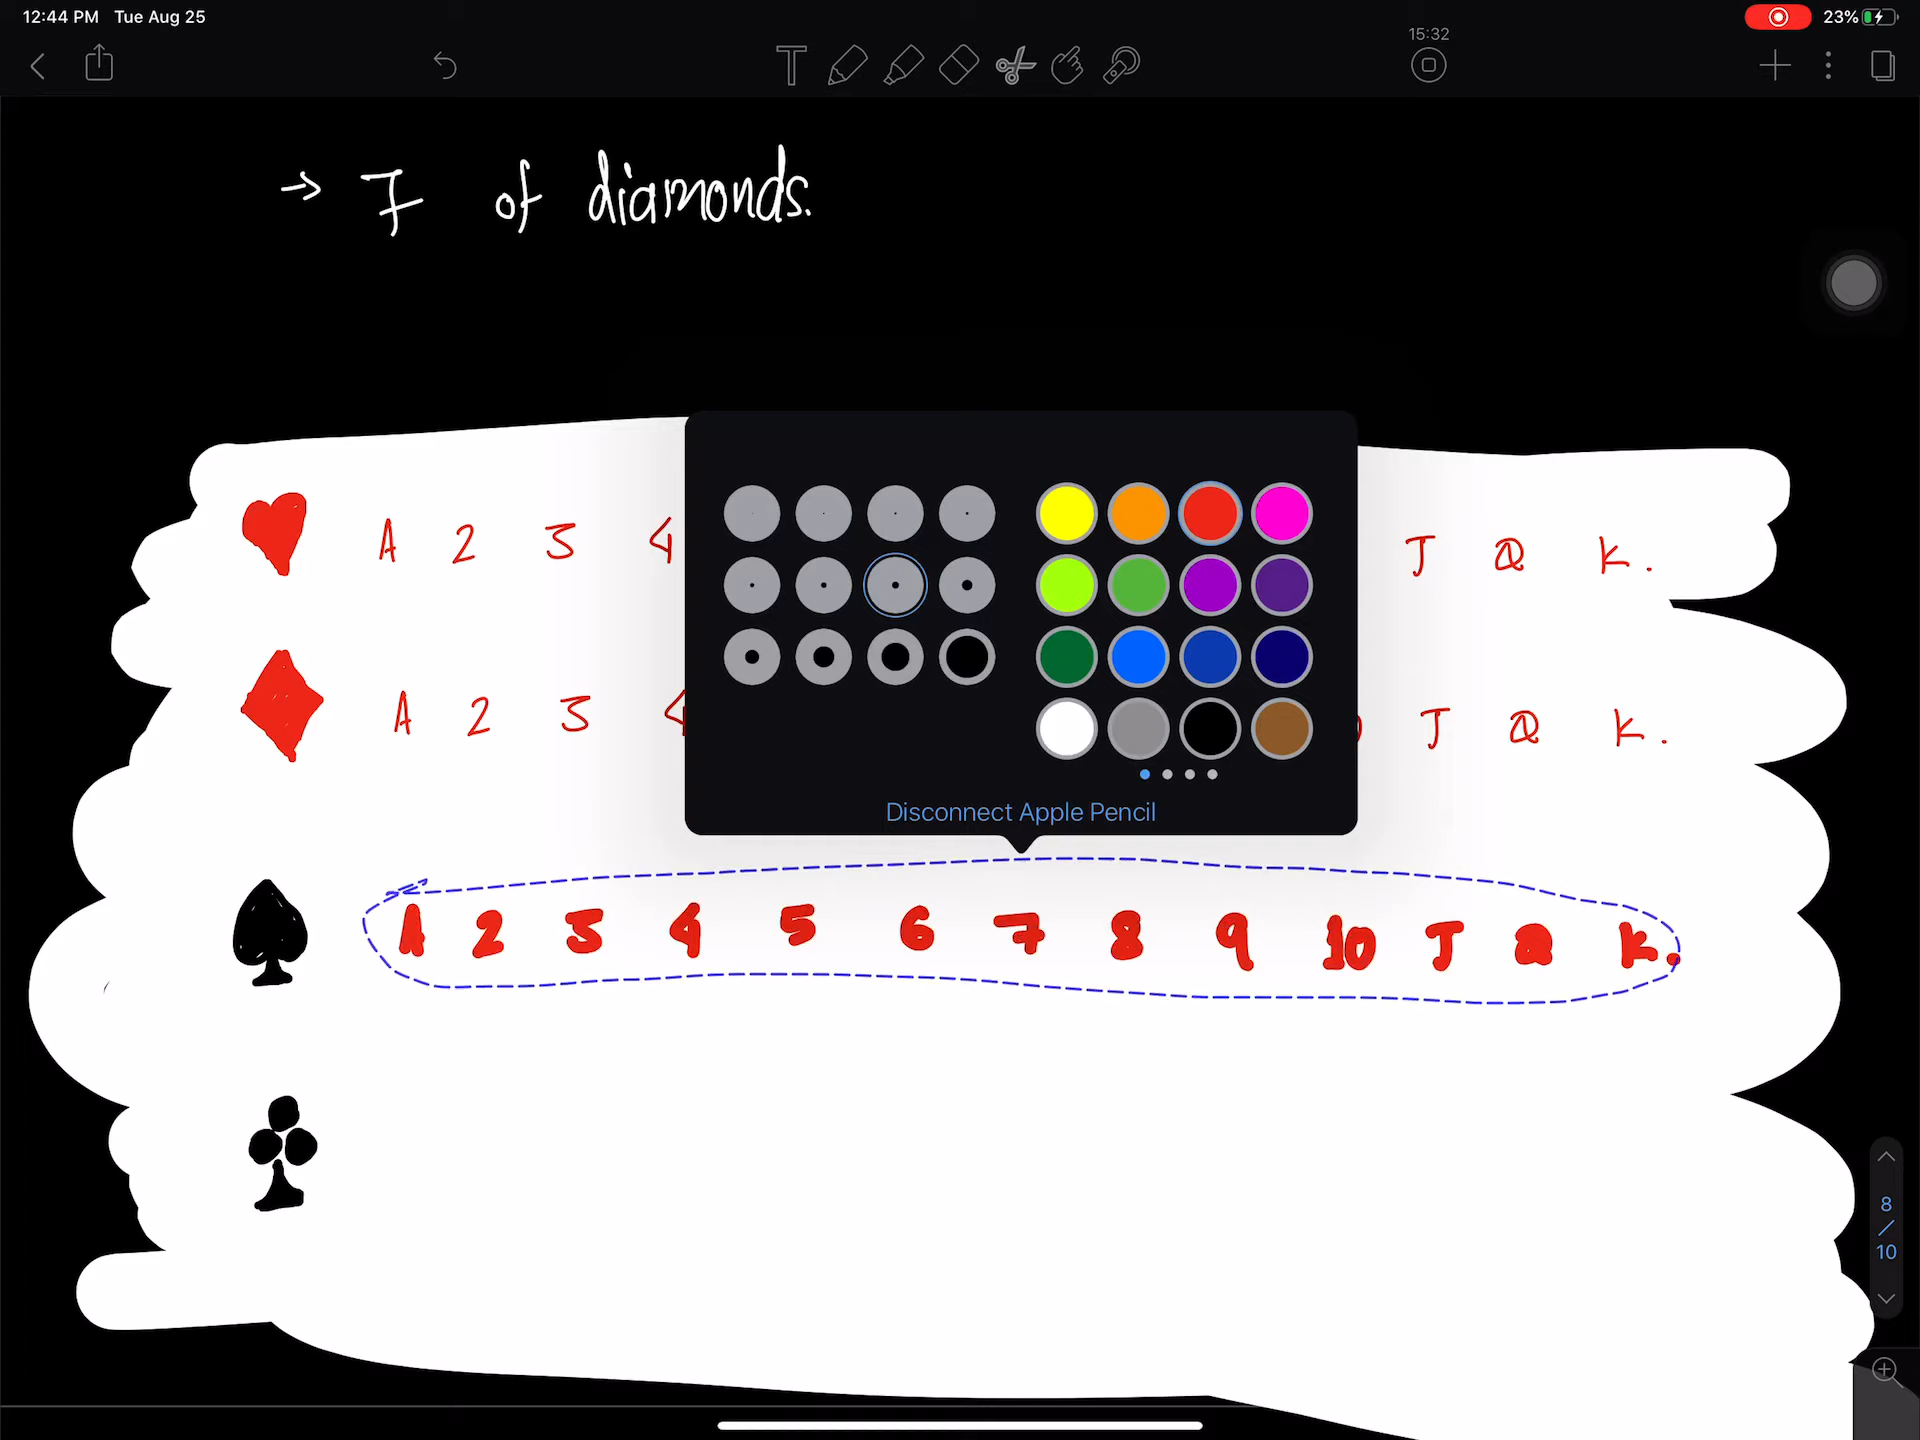 12:44 PM Tue Aug 25
23%
15:32
T
→ 7 of diamonds.
A 2 3 4 J Q K.
A 2 3 4 J Q K.
Disconnect Apple Pencil
A 2 3 4 5 6 7 8 9 10 J Q K.
8
/
10